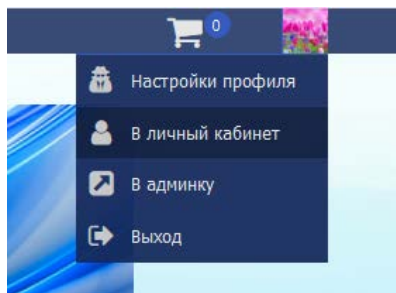 0
Настройки профиля
В личный кабинет
В админку
Выход